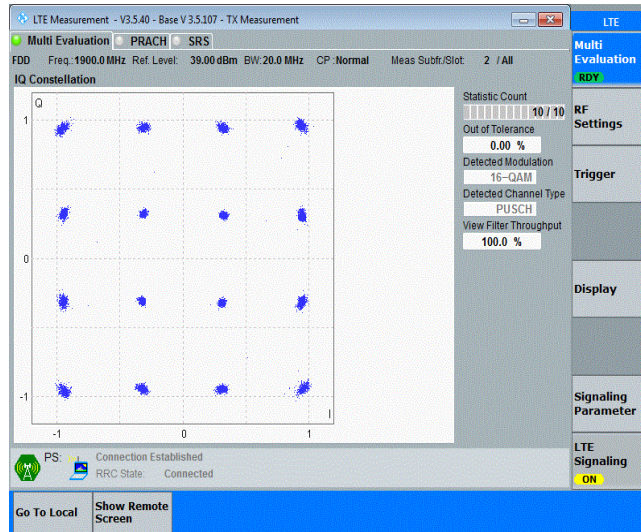 LTE Measurement - V3.5.40 - Base V 3.5.107 - TX Measurement
LTE
Multi Evaluation PRACH SRS
Multi
Evaluation
RDY
FDD Freq.:1900.0 MHz Ref. Level: 39.00 dBm BW:20.0 MHz CP :Normal Meas Subfr./Slot: 2 / All
IQ Constellation
Q
1
0
-1
-1 0 1
I
Statistic Count
10 / 10
Out of Tolerance
0.00 %
Detected Modulation
16-QAM
Detected Channel Type
PUSCH
View Filter Throughput
100.0 %
RF
Settings
Trigger
Display
Signaling
Parameter
LTE
Signaling
ON
PS: Connection Established
RRC State: Connected
Go To Local
Show Remote
Screen